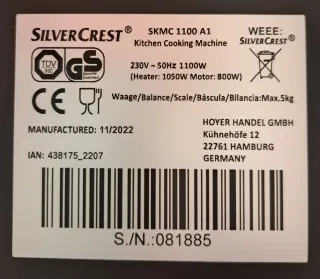 SILVERCREST®
SKMC 1100 A1
Kitchen Cooking Machine
WEEE:
SILVERCREST®
230V ~ 50Hz 1100W
(Heater: 1050W Motor: 800W)
TÜV
GS
CE
Waage/Balance/Scale/Báscula/Bilancia:Max.5kg
MANUFACTURED: 11/2022
HOYER HANDEL GMBH
Kühnehöfe 12
22761 HAMBURG
GERMANY
IAN: 438175_2207
S./N.:081885